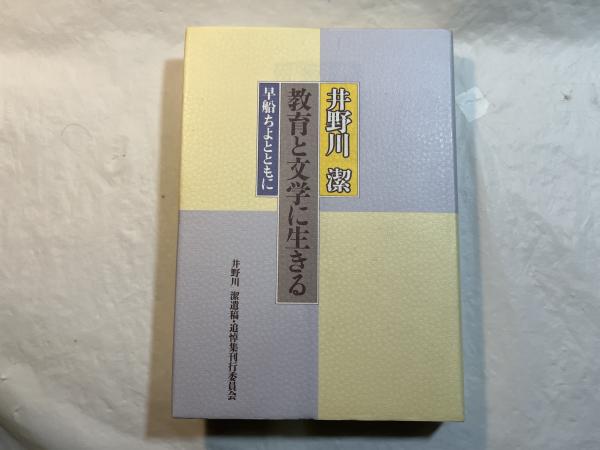 井野川 潔
教育と文学に生きる
早船ちよとともに
井野川 潔遺稿・追悼集刊行委員会